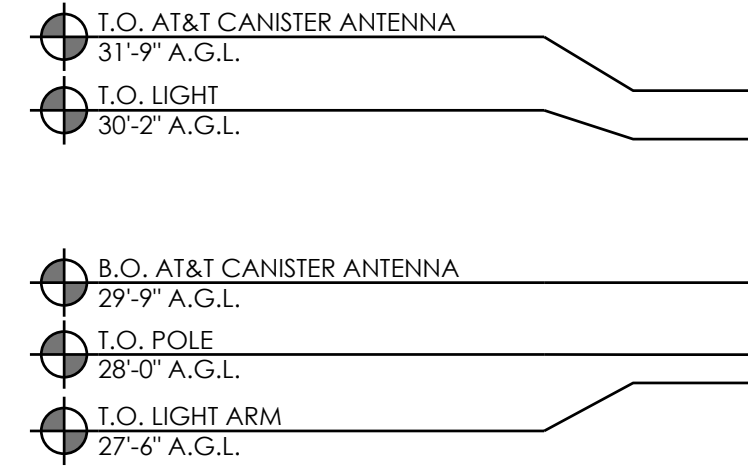 T.O. AT&T CANISTER ANTENNA
31'-9" A.G.L.
T.O. LIGHT
30'-2" A.G.L.
B.O. AT&T CANISTER ANTENNA
29'-9" A.G.L.
T.O. POLE
28'-0" A.G.L.
T.O. LIGHT ARM
27'-6" A.G.L.